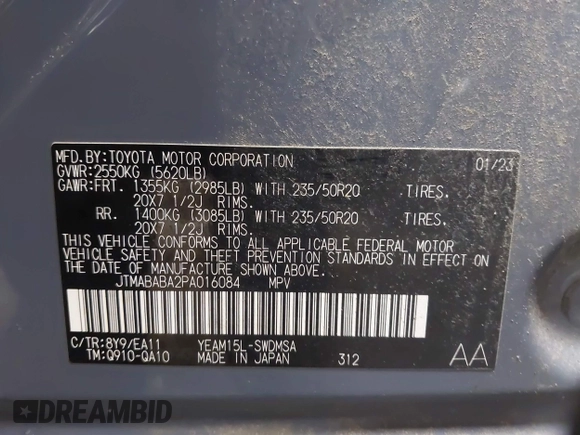 MFD.BY:TOYOTA MOTOR CORPORATION 01/23
GVWR:2550KG (5620LB)
GAWR:FRT. 1355KG (2985LB) WITH 235/50R20 TIRES.
20X7 1/2J RIMS.
RR. 1400KG (3085LB) WITH 235/50R20 TIRES.
20X7 1/2J RIMS.
THIS VEHICLE CONFORMS TO ALL APPLICABLE FEDERAL MOTOR
VEHICLE SAFETY AND THEFT PREVENTION STANDARDS IN EFFECT ON
THE DATE OF MANUFACTURE SHOWN ABOVE.
JTMABABA2PA016084 MPV
C/TR:8Y9/EA11 YEAM15L-SWDMSA
TM:Q910-QA10 MADE IN JAPAN 312 AA
DREAMBID